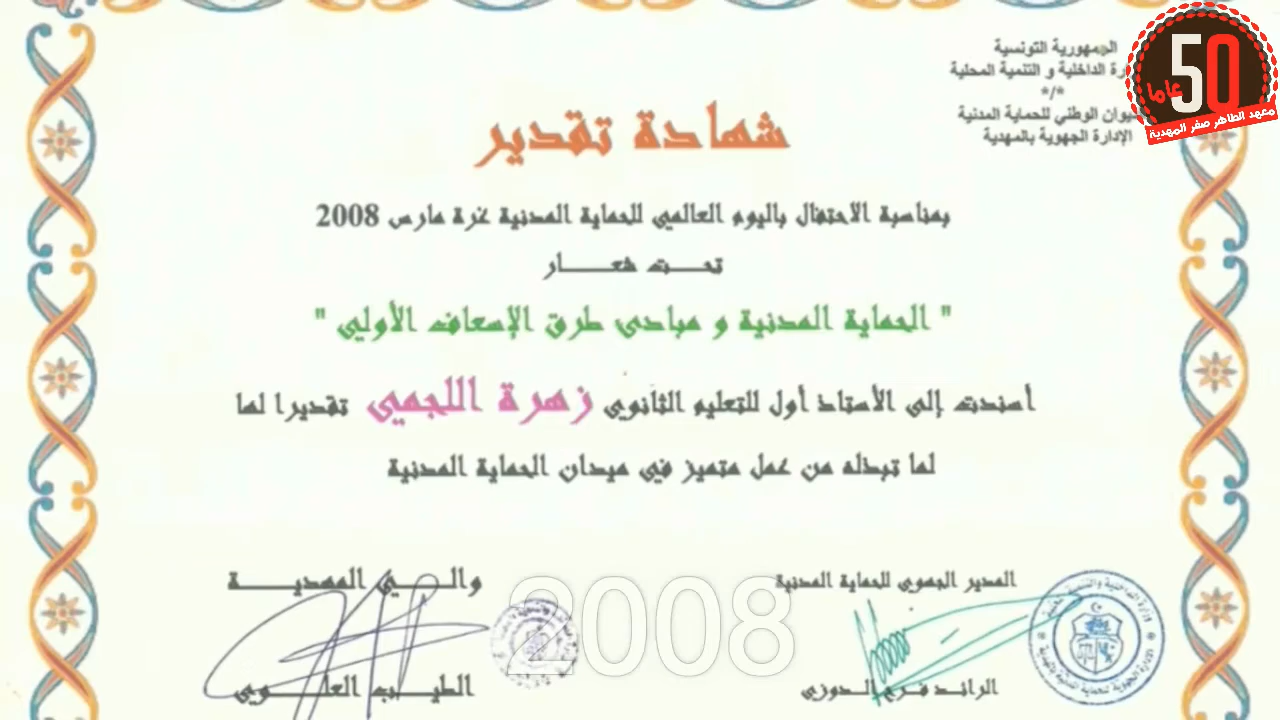 الجمهورية التونسية
الداخلية و التنمية المحلية
*/*
الوطني للحماية المدنية
الإدارة الجهوية بالمهدية
50
عاما
معهد الطاهر صفر المهدية
شهادة تقدير
بمناسبة الاحتفال باليوم العالمي للحماية المدنية غرة مارس 2008
تحت شعار
" الحماية المدنية و مبادئ طرق الإسعاف الأولي "
أسندت إلى الأستاذ أول للتعليم الثانوي زهرة اللجمي تقديرا لما
لما تبذله من عمل متميز في ميدان الحماية المدنية
المدير الجهوي للحماية المدنية
والي المهدية
2008
الرائد فرج الدوزي
الطيب العلوي